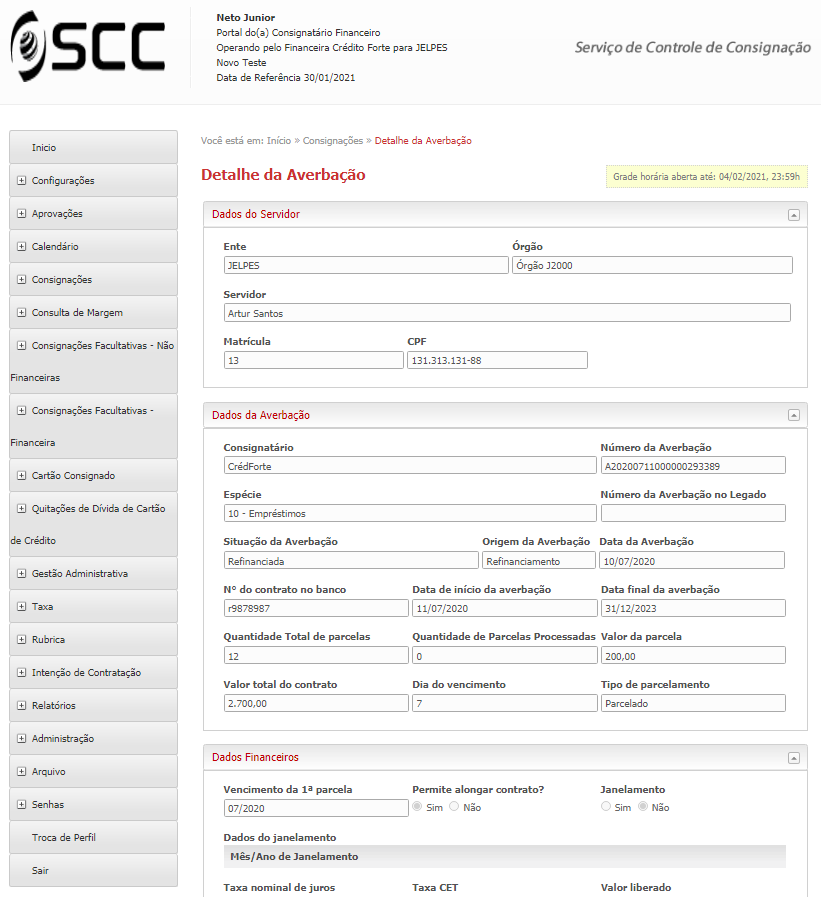 SCC
Neto Junior
Portal do(a) Consignatário Financeiro
Operando pelo Financeira Crédito Forte para JELPES
Novo Teste
Data de Referência 30/01/2021
Serviço de Controle de Consignação
Inicio
Configurações
Aprovações
Calendário
Consignações
Consulta de Margem
Consignações Facultativas - Não
Financeiras
Consignações Facultativas -
Financeira
Cartão Consignado
Quitações de Dívida de Cartão
de Crédito
Gestão Administrativa
Taxa
Rubrica
Intenção de Contratação
Relatórios
Administração
Arquivo
Senhas
Troca de Perfil
Sair
Você está em: Início » Consignações » Detalhe da Averbação
Detalhe da Averbação
Grade horária aberta até: 04/02/2021, 23:59h
Dados do Servidor
Ente Órgão
JELPES Órgão J2000
Servidor
Artur Santos
Matrícula CPF
13 131.313.131-88
Dados da Averbação
Consignatário Número da Averbação
CrédForte A20200711000000293389
Espécie Número da Averbação no Legado
10 - Empréstimos
Situação da Averbação Origem da Averbação Data da Averbação
Refinanciada Refinanciamento 10/07/2020
N° do contrato no banco Data de início da averbação Data final da averbação
r9878987 11/07/2020 31/12/2023
Quantidade Total de parcelas Quantidade de Parcelas Processadas Valor da parcela
12 0 200,00
Valor total do contrato Dia do vencimento Tipo de parcelamento
2.700,00 7 Parcelado
Dados Financeiros
Vencimento da 1ª parcela Permite alongar contrato? Janelamento
07/2020 Sim Não Sim Não
Dados do janelamento
Mês/Ano de Janelamento
Taxa nominal de juros Taxa CET Valor liberado